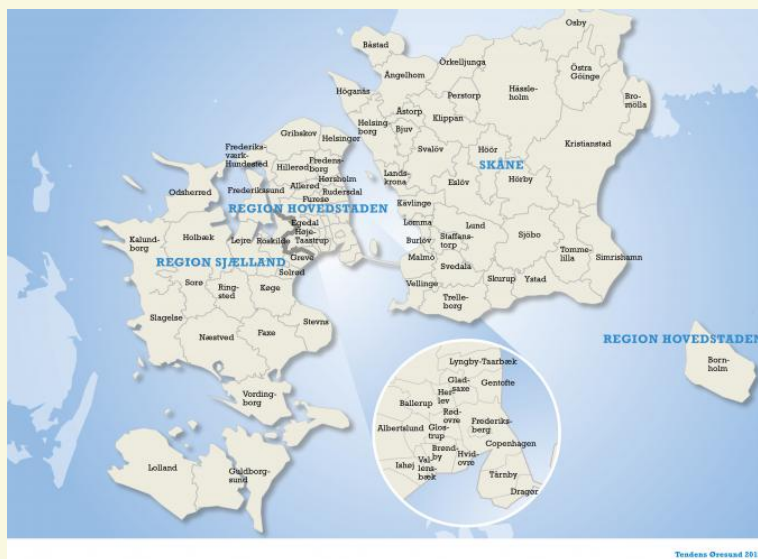 Osby
Båstad
Örkelljunga
Östra
Göinge
Ängelhom
Hässle-
holm
Höganäs
Perstorp
Bro-
mölla
Åstorp
Helsing
borg
Bjuv
Klippan
Kristianstad
Gribskov
Helsingør
Svalöv
Höör
Frederiks-
værk-
Hundested
Fredens-
borg
Hillerød
SKÅNE
Hørsholm
Lands-
krona
Eslöv
Hörby
Odsherred
Frederikssund
Allerød
Rudersdal
Furesø
Kävlinge
REGION HOVEDSTADEN
Lomma
Egedal
Lund
Kalund-
borg
Holbæk
Lejre
Roskilde
Høje-
Taastrup
Burlöv
Staffans-
torp
Sjöbo
Tomme-
lilla
Simrishamn
REGION SJÆLLAND
Greve
Malmö
Svedala
Solrød
Vellinge
Skurup
Ystad
Sorø
Ring-
sted
Køge
Trelle-
borg
Slagelse
Stevns
Næstved
Faxe
REGION HOVEDSTADEN
Born-
holm
Lyngby-Taarbæk
Glad-
saxe
Gentofte
Vording-
borg
Ballerup
Her-
lev
Rød-
ovre
Albertslund
Glos-
trup
Frederiks-
berg
Copenhagen
Brønd-
by
Hvid-
ovre
Ishøj
Val-
lens-
bæk
Tårnby
Lolland
Guldborg-
sund
Dragør
Tendens Øresund 201